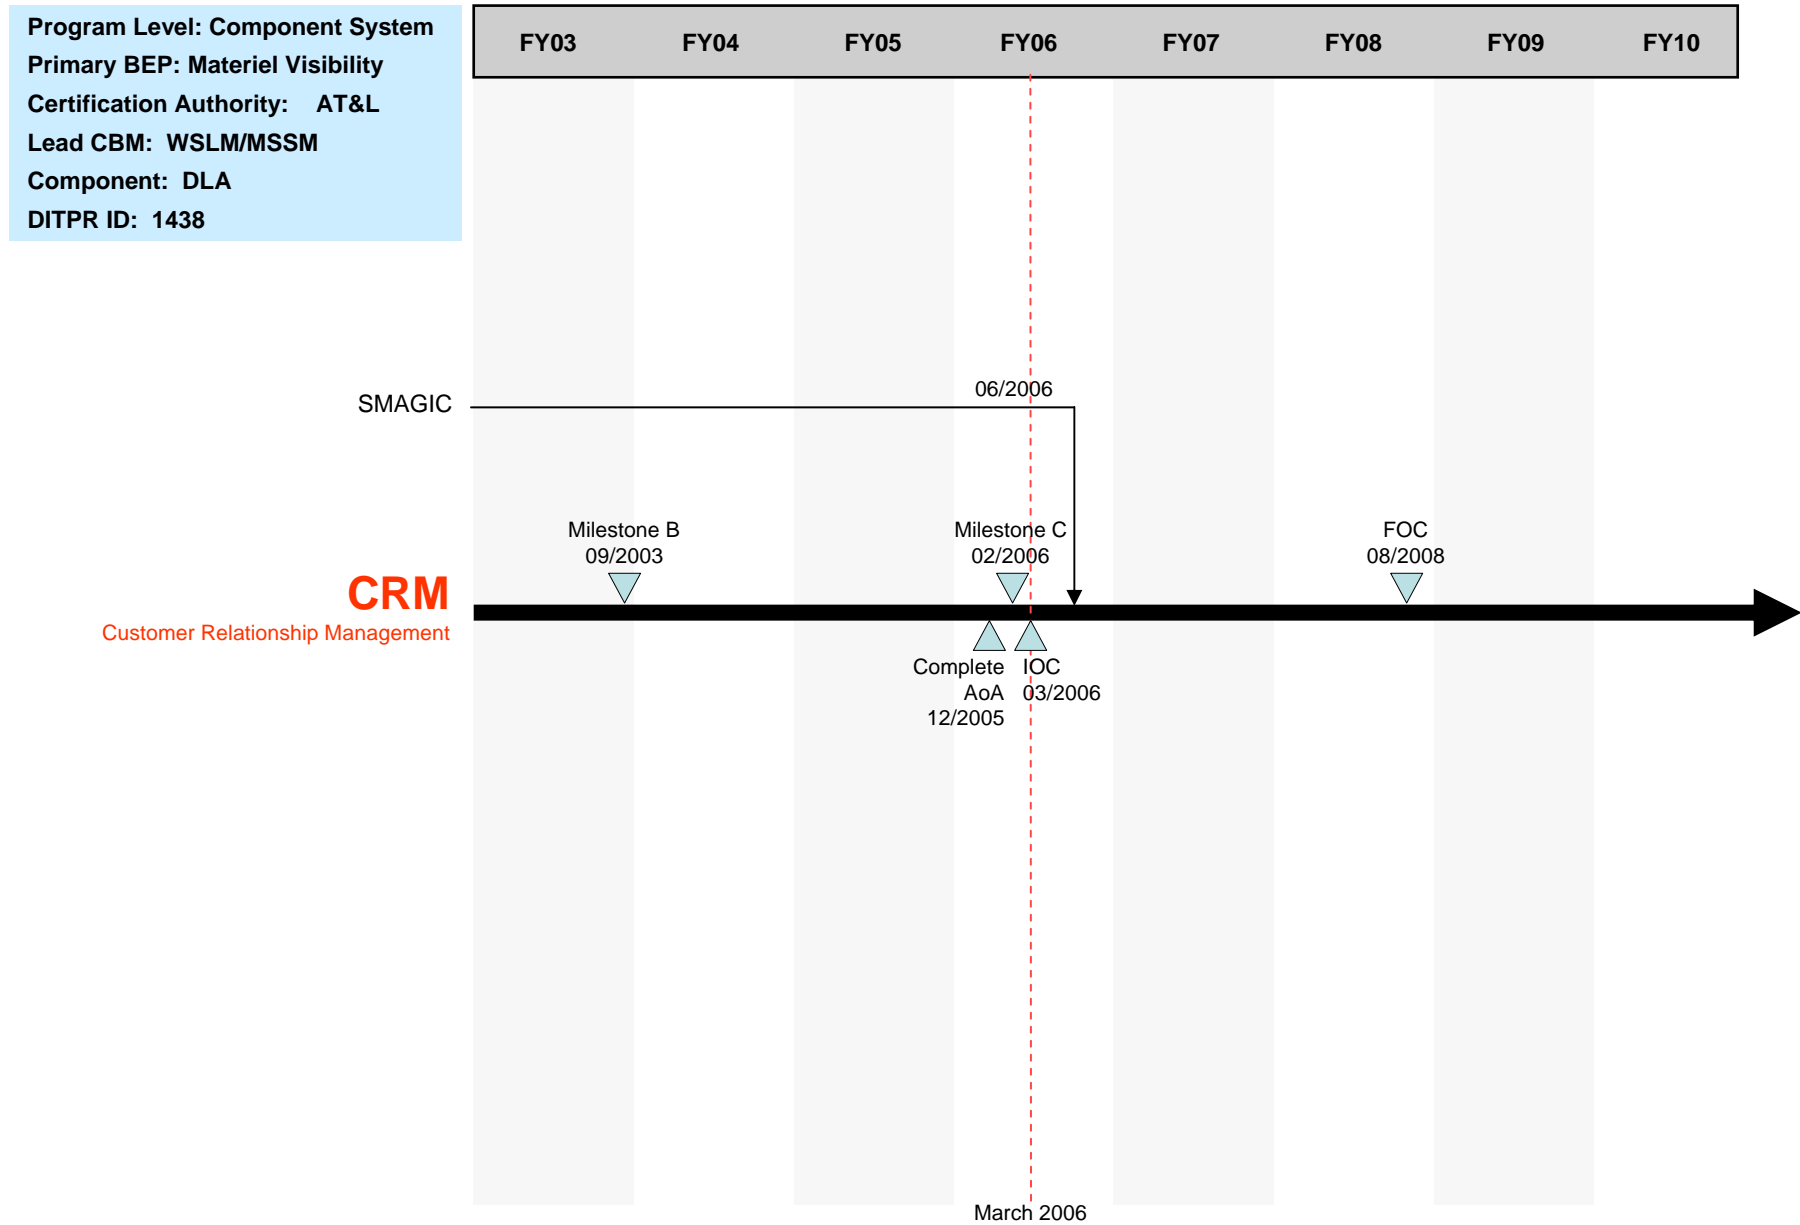 Program Level: Component System
Primary BEP: Materiel Visibility
Certification Authority: AT&L
Lead CBM: WSLM/MSSM
Component: DLA
DITPR ID: 1438
FY03 FY04 FY05 FY06 FY07 FY08 FY09 FY10
06/2006
SMAGIC
Milestone B
09/2003
Milestone C
02/2006
FOC
08/2008
CRM
Customer Relationship Management
Complete
AoA
12/2005
IOC
03/2006
March 2006